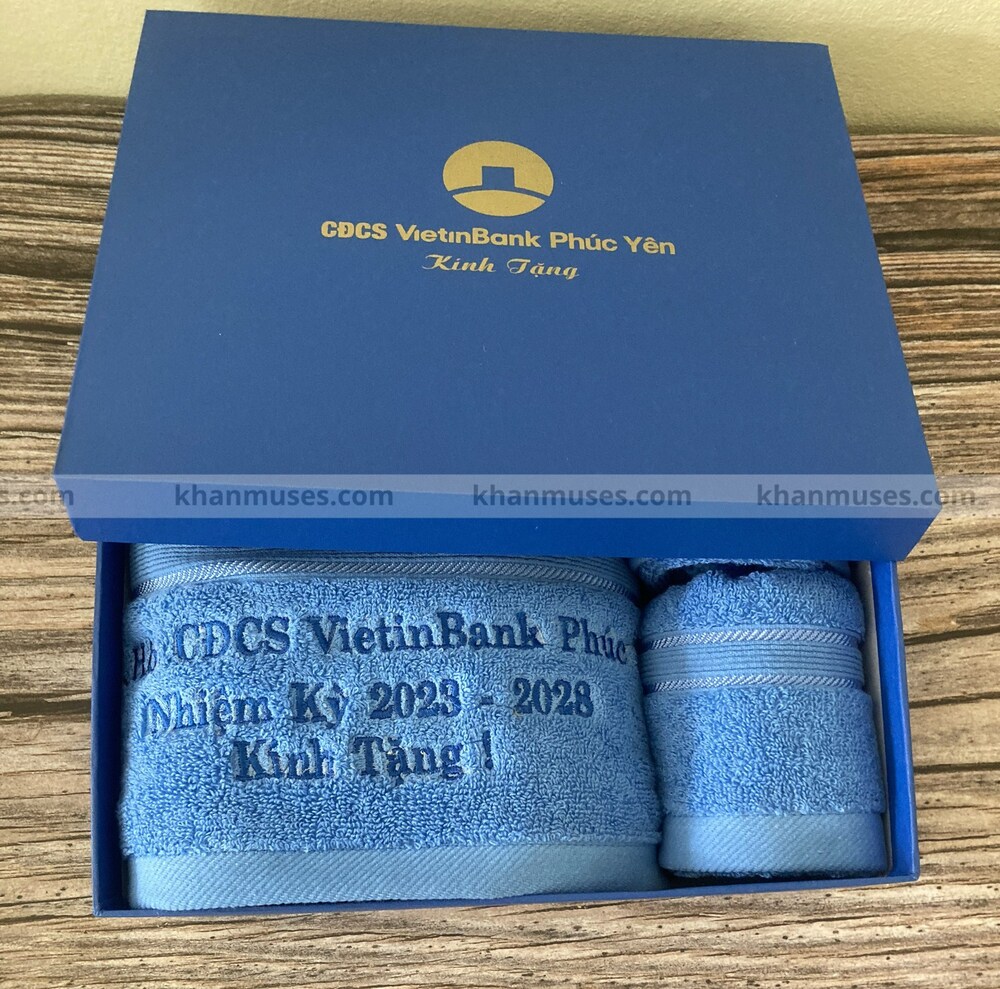 CĐCS VietinBank Phúc Yên
Kính Tặng
s.com khanmuses.com khanmuses.com khanmuses.com
CĐCS VietinBank Phúc
Nhiệm Kỳ 2023 - 2028
Kính Tặng !